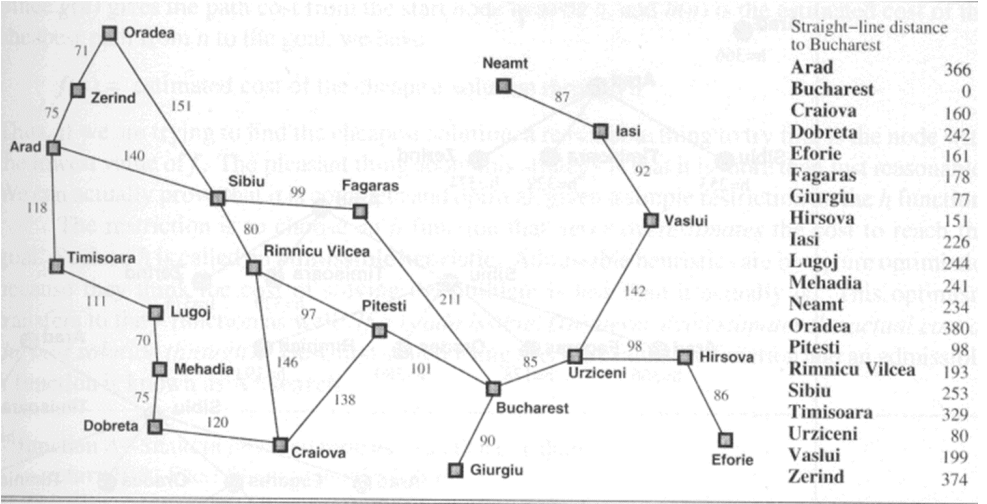 Oradea
71
Zerind
75
151
Arad
140
118
Sibiu
99
Fagaras
80
Rimnicu Vilcea
Timisoara
111
Lugoj
97
Pitesti
211
70
Mehadia
146
101
75
138
Dobreta
120
Craiova
Bucharest
90
Giurgiu
85
Neamt
87
Iasi
92
Vaslui
142
98
Urziceni
Hirsova
86
Eforie
Straight-line distance
to Bucharest
Arad 366
Bucharest 0
Craiova 160
Dobreta 242
Eforie 161
Fagaras 178
Giurgiu 77
Hirsova 151
Iasi 226
Lugoj 244
Mehadia 241
Neamt 234
Oradea 380
Pitesti 98
Rimnicu Vilcea 193
Sibiu 253
Timisoara 329
Urziceni 80
Vaslui 199
Zerind 374